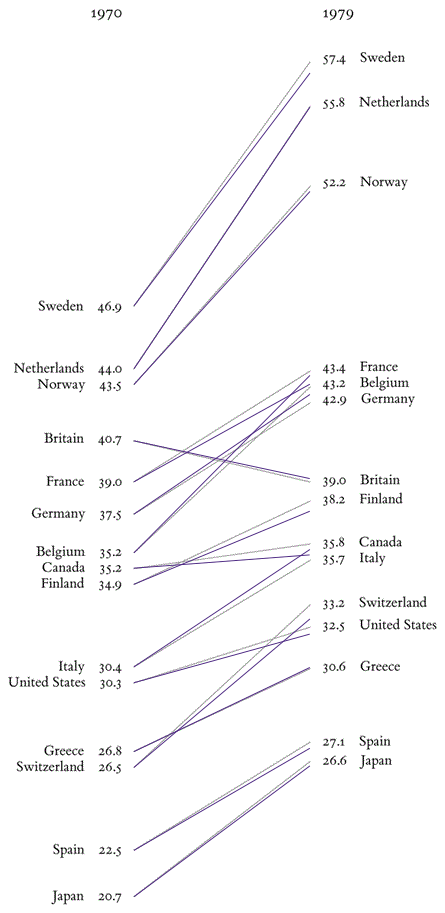 1970 1979
57.4 Sweden
55.8 Netherlands
52.2 Norway
Sweden 46.9
Netherlands 44.0
43.4 France
Norway 43.5
43.2 Belgium
42.9 Germany
Britain 40.7
France 39.0
39.0 Britain
38.2 Finland
Germany 37.5
35.8 Canada
Belgium 35.2
35.7 Italy
Canada 35.2
Finland 34.9
33.2 Switzerland
32.5 United States
Italy 30.4
30.6 Greece
United States 30.3
27.1 Spain
Greece 26.8
26.6 Japan
Switzerland 26.5
Spain 22.5
Japan 20.7